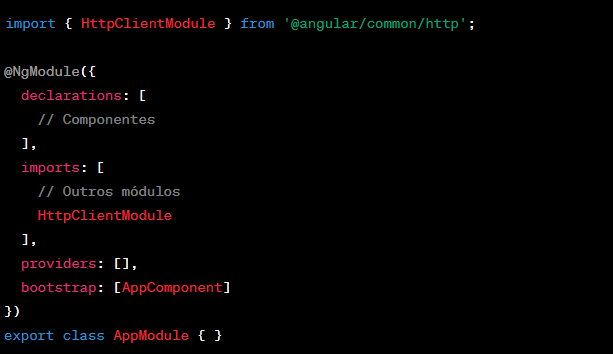 import { HttpClientModule } from '@angular/common/http';
@NgModule({
declarations: [
// Componentes
],
imports: [
// Outros módulos
HttpClientModule
],
providers: [],
bootstrap: [AppComponent]
})
export class AppModule { }